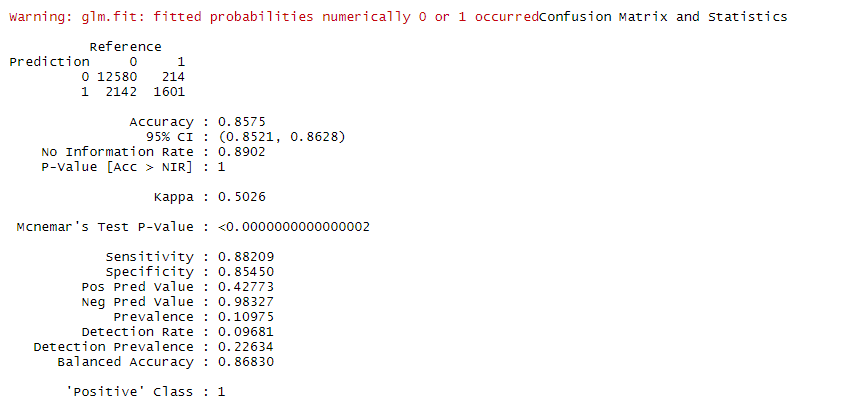 Warning: glm.fit: fitted probabilities numerically 0 or 1 occurredConfusion Matrix and Statistics
Reference
Prediction 0 1
0 12580 214
1 2142 1601
Accuracy : 0.8575
95% CI : (0.8521, 0.8628)
No Information Rate : 0.8902
P-Value [Acc > NIR] : 1
Kappa : 0.5026
Mcnemar's Test P-Value : <0.0000000000000002
Sensitivity : 0.88209
Specificity : 0.85450
Pos Pred Value : 0.42773
Neg Pred Value : 0.98327
Prevalence : 0.10975
Detection Rate : 0.09681
Detection Prevalence : 0.22634
Balanced Accuracy : 0.86830
'Positive' Class : 1